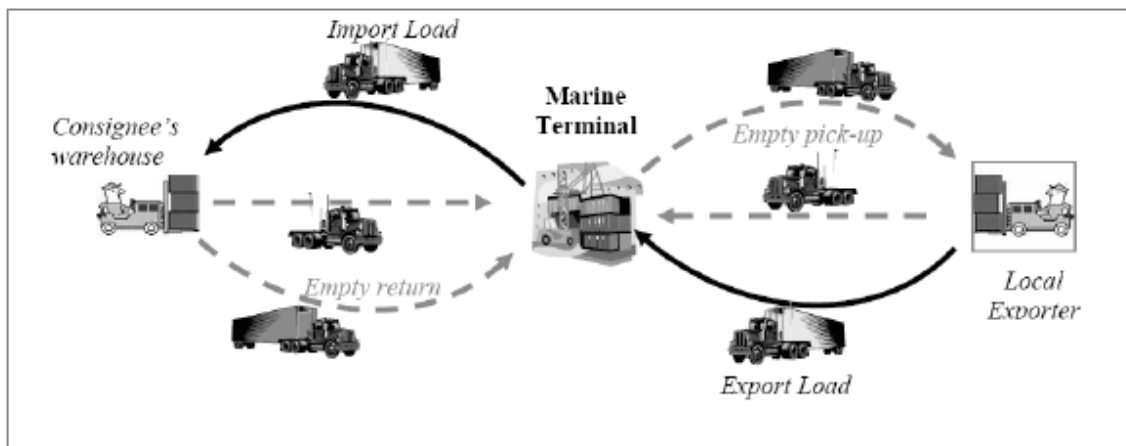 Import Load
Marine
Terminal
Consignee's
warehouse
Empty pick-up
Empty return
Local
Exporter
Export Load